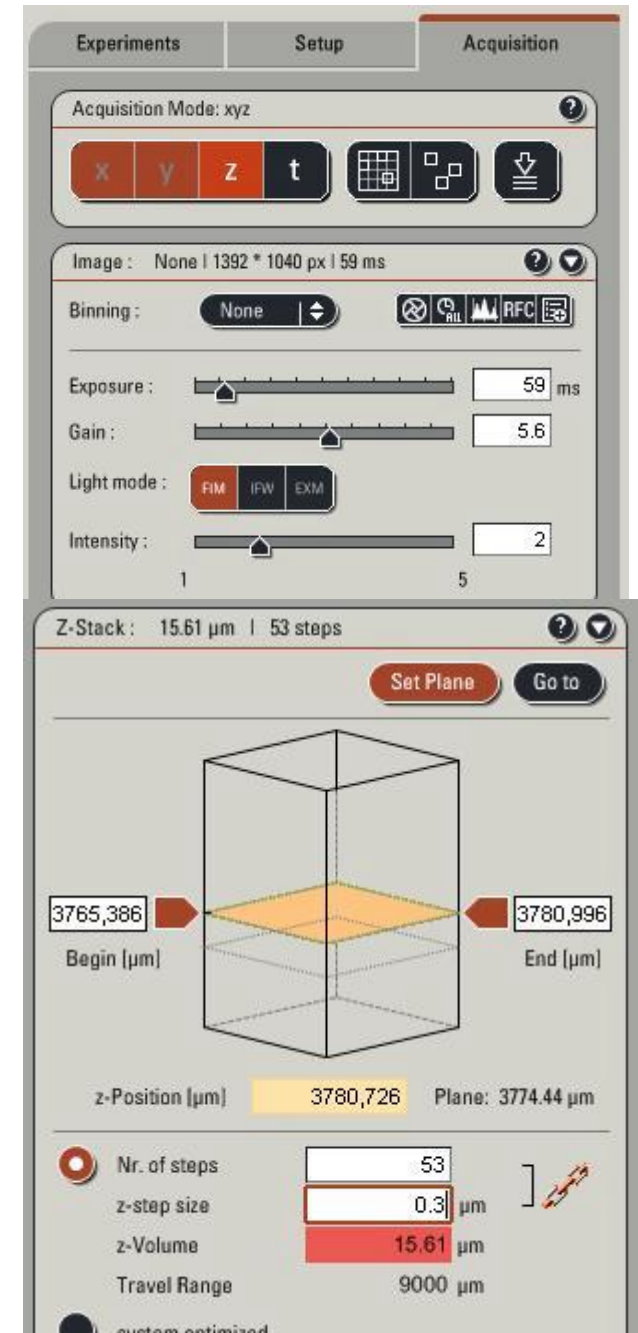 Experiments Setup Acquisition
Acquisition Mode: xyz ?
x y z t
Image : None | 1392 * 1040 px | 59 ms ?
Binning : None ALL RFC
Exposure : 59 ms
Gain : 5.6
Light mode : FIM IFW EXM
Intensity : 2
1 5
Z-Stack : 15.61 µm | 53 steps ?
Set Plane Go to
3765,386 3780,996
Begin [µm] End [µm]
z-Position [µm] 3780,726 Plane: 3774.44 µm
Nr. of steps 53
z-step size 0.3 µm
z-Volume 15.61 µm
Travel Range 9000 µm
system optimized